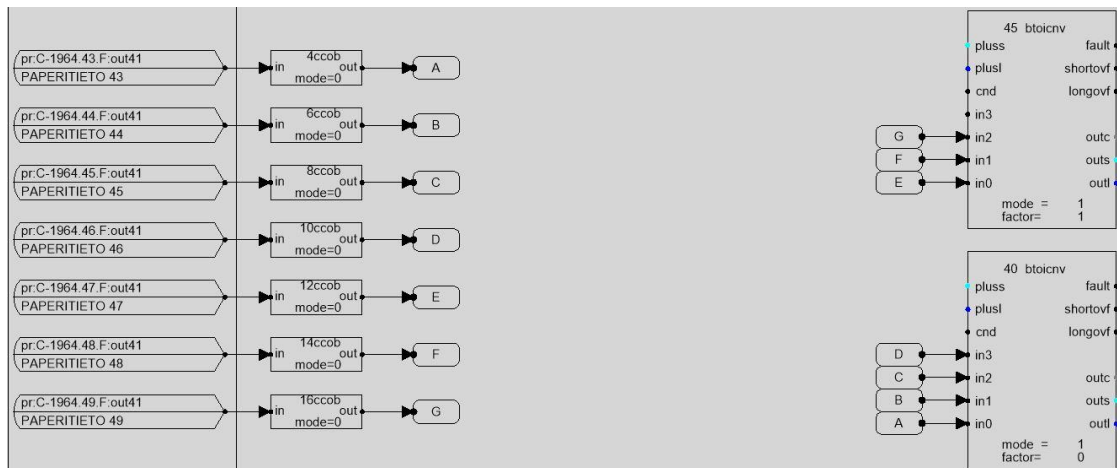 pr:C-1964.43.F:out41
PAPERITIETO 43
4ccob
in out
mode=0
A
pr:C-1964.44.F:out41
PAPERITIETO 44
6ccob
in out
mode=0
B
pr:C-1964.45.F:out41
PAPERITIETO 45
8ccob
in out
mode=0
C
pr:C-1964.46.F:out41
PAPERITIETO 46
10ccob
in out
mode=0
D
pr:C-1964.47.F:out41
PAPERITIETO 47
12ccob
in out
mode=0
E
pr:C-1964.48.F:out41
PAPERITIETO 48
14ccob
in out
mode=0
F
pr:C-1964.49.F:out41
PAPERITIETO 49
16ccob
in out
mode=0
G
45 btoicnv
pluss fault
plusl shortovf
cnd longovf
in3
G in2 outc
F in1 outs
E in0 outl
mode = 1
factor= 1
40 btoicnv
pluss fault
plusl shortovf
cnd longovf
D in3
C in2 outc
B in1 outs
A in0 outl
mode = 1
factor= 0